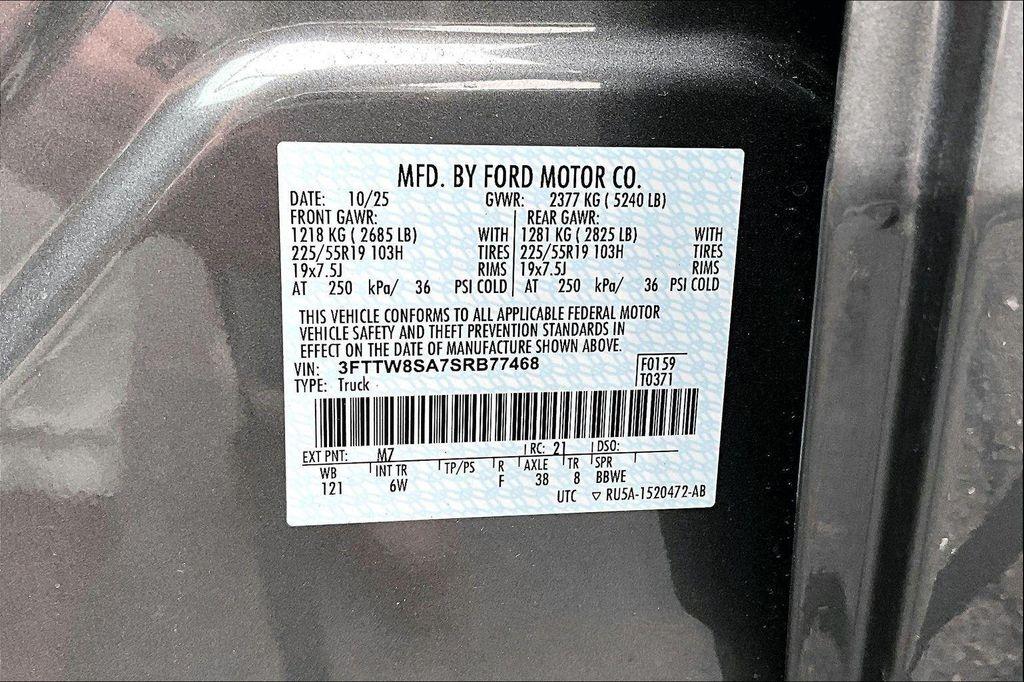 MFD. BY FORD MOTOR CO.
DATE: 10/25 GVWR: 2377 KG ( 5240 LB)
FRONT GAWR: REAR GAWR:
1218 KG ( 2685 LB) WITH 1281 KG ( 2825 LB) WITH
225/55R19 103H TIRES 225/55R19 103H TIRES
19x7.5J RIMS 19x7.5J RIMS
AT 250 kPa/ 36 PSI COLD AT 250 kPa/ 36 PSI COLD
THIS VEHICLE CONFORMS TO ALL APPLICABLE FEDERAL MOTOR
VEHICLE SAFETY AND THEFT PREVENTION STANDARDS IN
EFFECT ON THE DATE OF MANUFACTURE SHOWN ABOVE.
VIN: 3FTTW8SA7SRB77468 F0159
TYPE: Truck T0371
EXT PNT: M7 RC: 21 DSO:
WB INT TR TP/PS R AXLE TR SPR
121 6W F 38 8 BBWE
UTC ▽ RU5A-1520472-AB